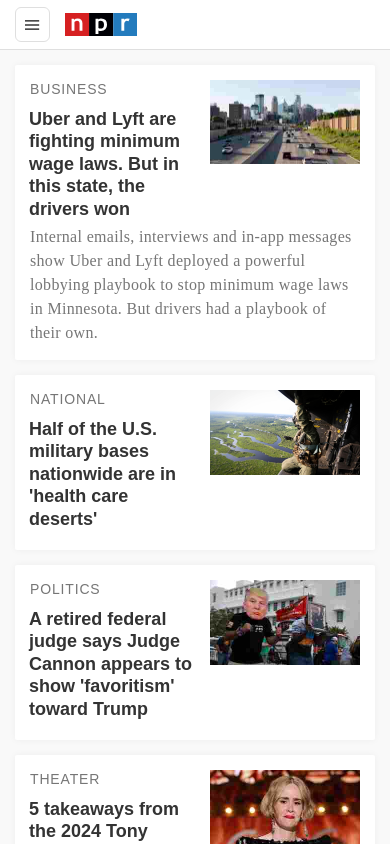 npr
BUSINESS
Uber and Lyft are
fighting minimum
wage laws. But in
this state, the
drivers won
Internal emails, interviews and in-app messages
show Uber and Lyft deployed a powerful
lobbying playbook to stop minimum wage laws
in Minnesota. But drivers had a playbook of
their own.
NATIONAL
Half of the U.S.
military bases
nationwide are in
'health care
deserts'
POLITICS
A retired federal
judge says Judge
Cannon appears to
show 'favoritism'
toward Trump
THEATER
5 takeaways from
the 2024 Tony